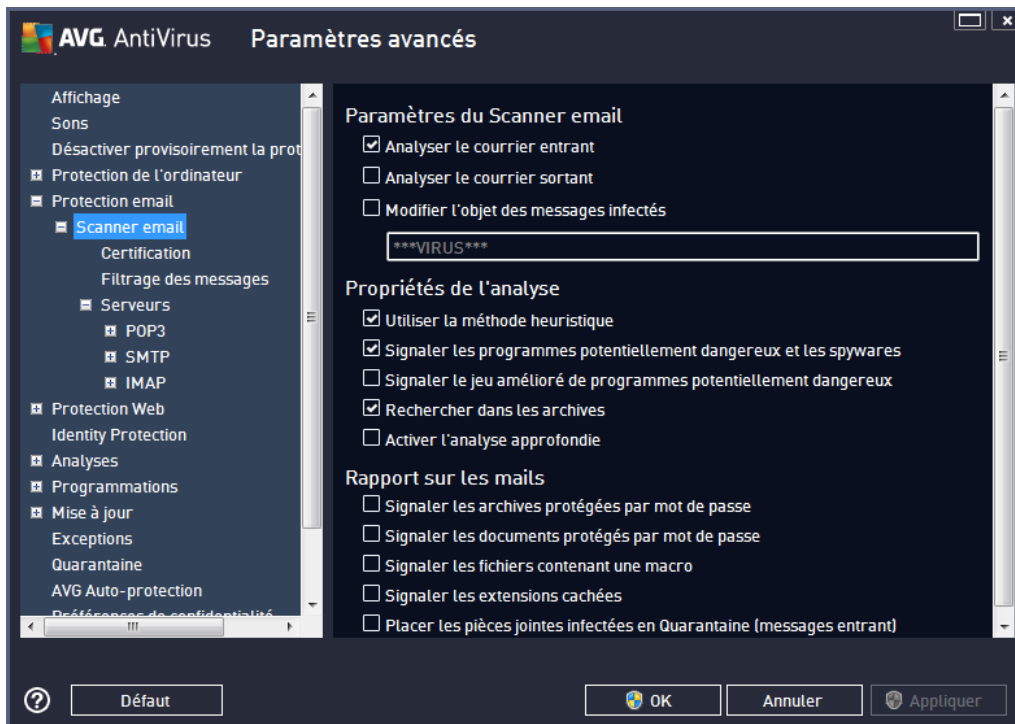 AVG. AntiVirus Paramètres avancés
Affichage
Sons
Désactiver provisoirement la prot
Protection de l'ordinateur
Protection email
Scanner email
Certification
Filtrage des messages
Serveurs
POP3
SMTP
IMAP
Protection Web
Identity Protection
Analyses
Programmations
Mise à jour
Exceptions
Quarantaine
AVG Auto-protection
Préférences de confidentialité
Paramètres du Scanner email
Analyser le courrier entrant
Analyser le courrier sortant
Modifier l'objet des messages infectés
***VIRUS***
Propriétés de l'analyse
Utiliser la méthode heuristique
Signaler les programmes potentiellement dangereux et les spywares
Signaler le jeu amélioré de programmes potentiellement dangereux
Rechercher dans les archives
Activer l'analyse approfondie
Rapport sur les mails
Signaler les archives protégées par mot de passe
Signaler les documents protégés par mot de passe
Signaler les fichiers contenant une macro
Signaler les extensions cachées
Placer les pièces jointes infectées en Quarantaine (messages entrant)
Défaut
OK
Annuler
Appliquer